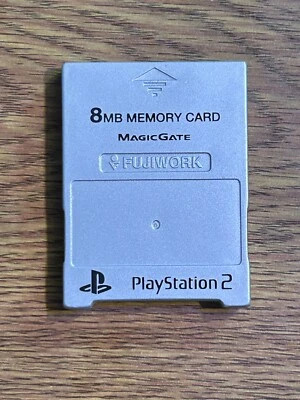 8MB MEMORY CARD
MAGICGATE
FUJIWORK
PlayStation 2